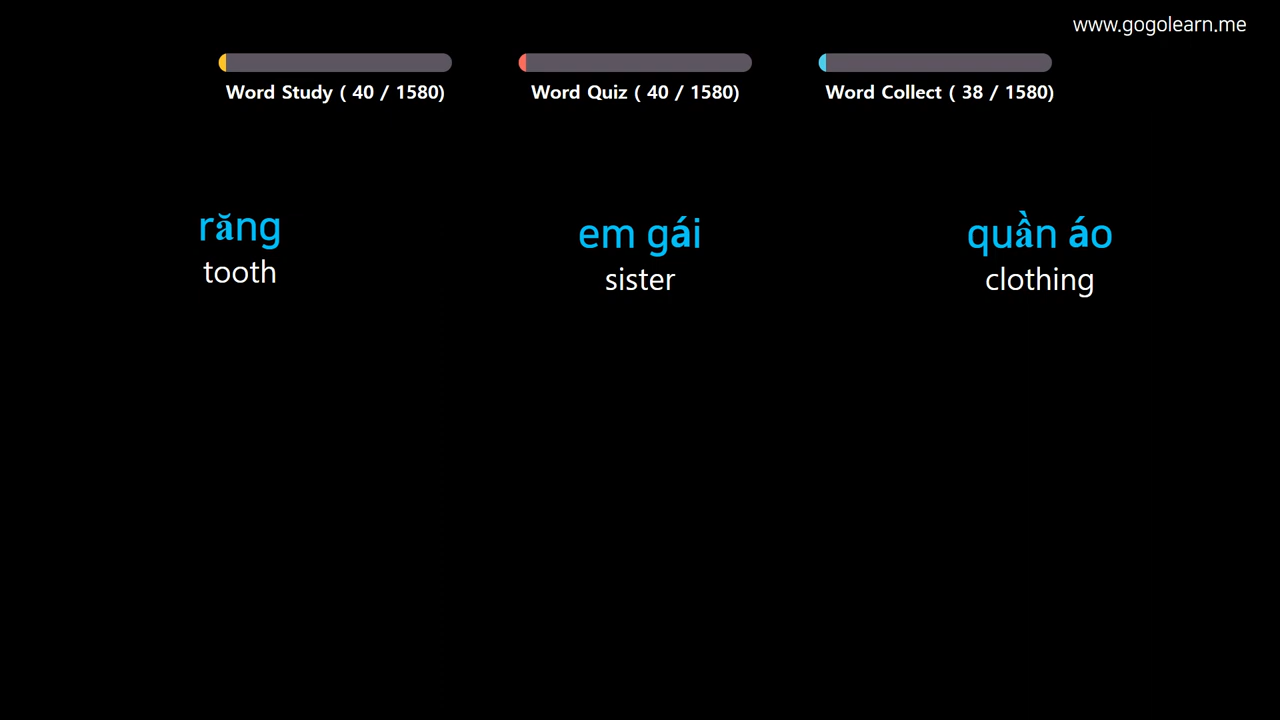 www.gogolearn.me
Word Study ( 40 / 1580)
Word Quiz ( 40 / 1580)
Word Collect ( 38 / 1580)
răng
tooth
em gái
sister
quần áo
clothing